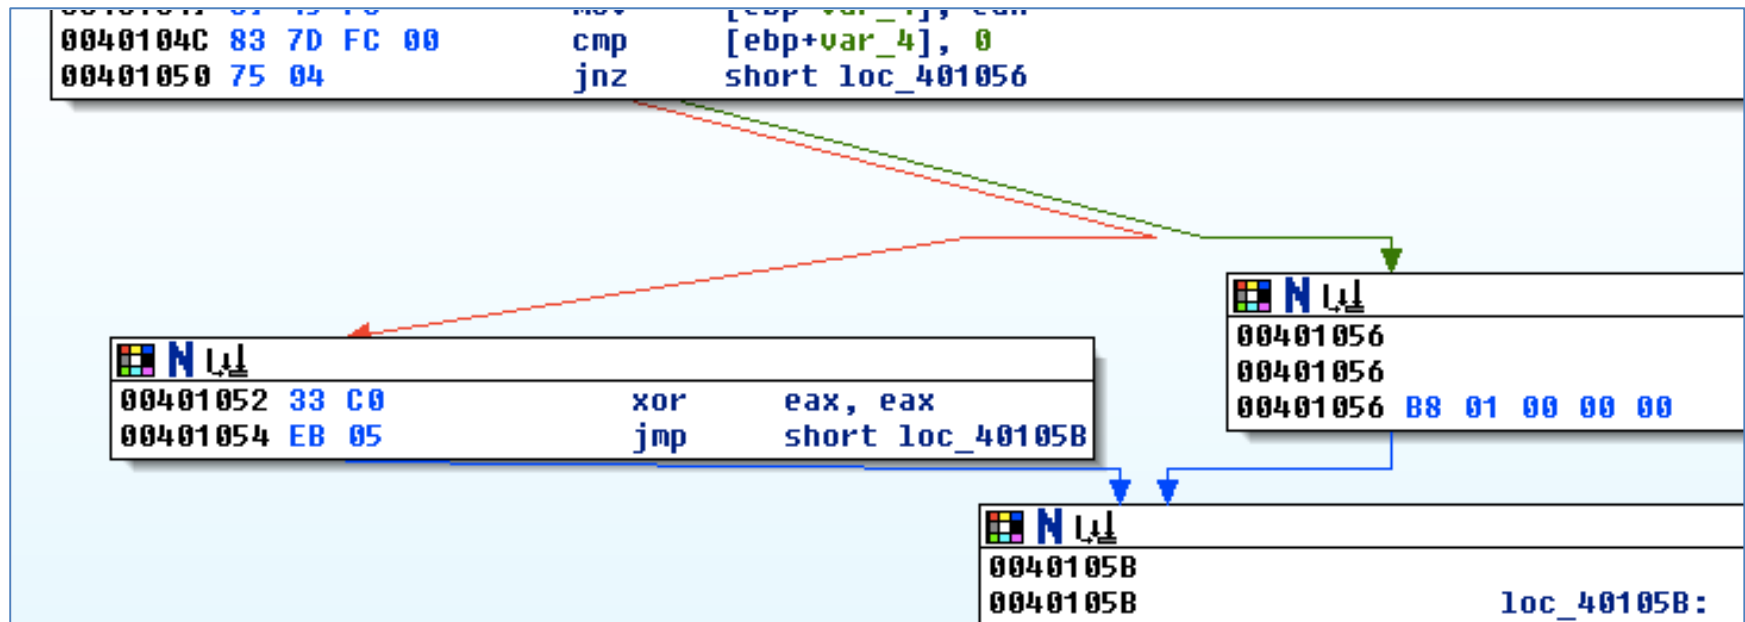 0040104C 83 7D FC 00 cmp [ebp+var_4], 0
00401050 75 04 jnz short loc_401056
N
00401056
00401056
00401056 B8 01 00 00 00
N
00401052 33 C0 xor eax, eax
00401054 EB 05 jmp short loc_40105B
N
0040105B
0040105B loc_40105B: